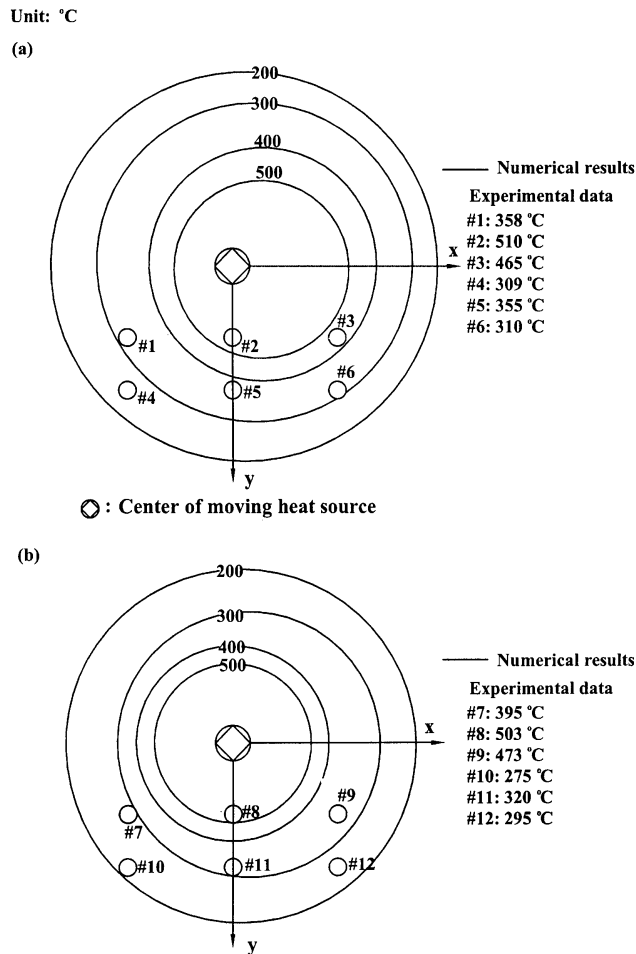 Unit: °C
(a)
200
300
400
500
x
#1
#2
#3
#4
#5
#6
y
Numerical results
Experimental data
#1: 358 °C
#2: 510 °C
#3: 465 °C
#4: 309 °C
#5: 355 °C
#6: 310 °C
: Center of moving heat source
(b)
200
300
400
500
x
#7
#8
#9
#10
#11
#12
y
Numerical results
Experimental data
#7: 395 °C
#8: 503 °C
#9: 473 °C
#10: 275 °C
#11: 320 °C
#12: 295 °C